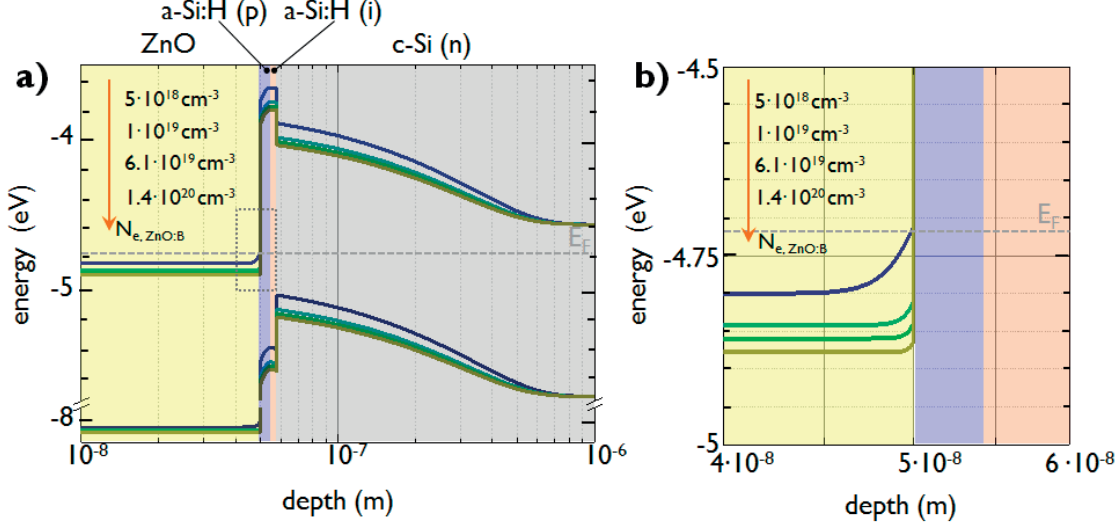 a-Si:H (p) a-Si:H (i)
ZnO c-Si (n)
a)
5·10¹⁸cm⁻³
1·10¹⁹cm⁻³
6.1·10¹⁹cm⁻³
1.4·10²⁰cm⁻³
Nₑ, ZnO:B
E_F
-4
-5
-8
energy (eV)
10⁻⁸ 10⁻⁷ 10⁻⁶
depth (m)
b)
-4.5
5·10¹⁸cm⁻³
1·10¹⁹cm⁻³
6.1·10¹⁹cm⁻³
1.4·10²⁰cm⁻³
E_F
Nₑ, ZnO:B
-4.75
-5
energy (eV)
4·10⁻⁸ 5·10⁻⁸ 6·10⁻⁸
depth (m)